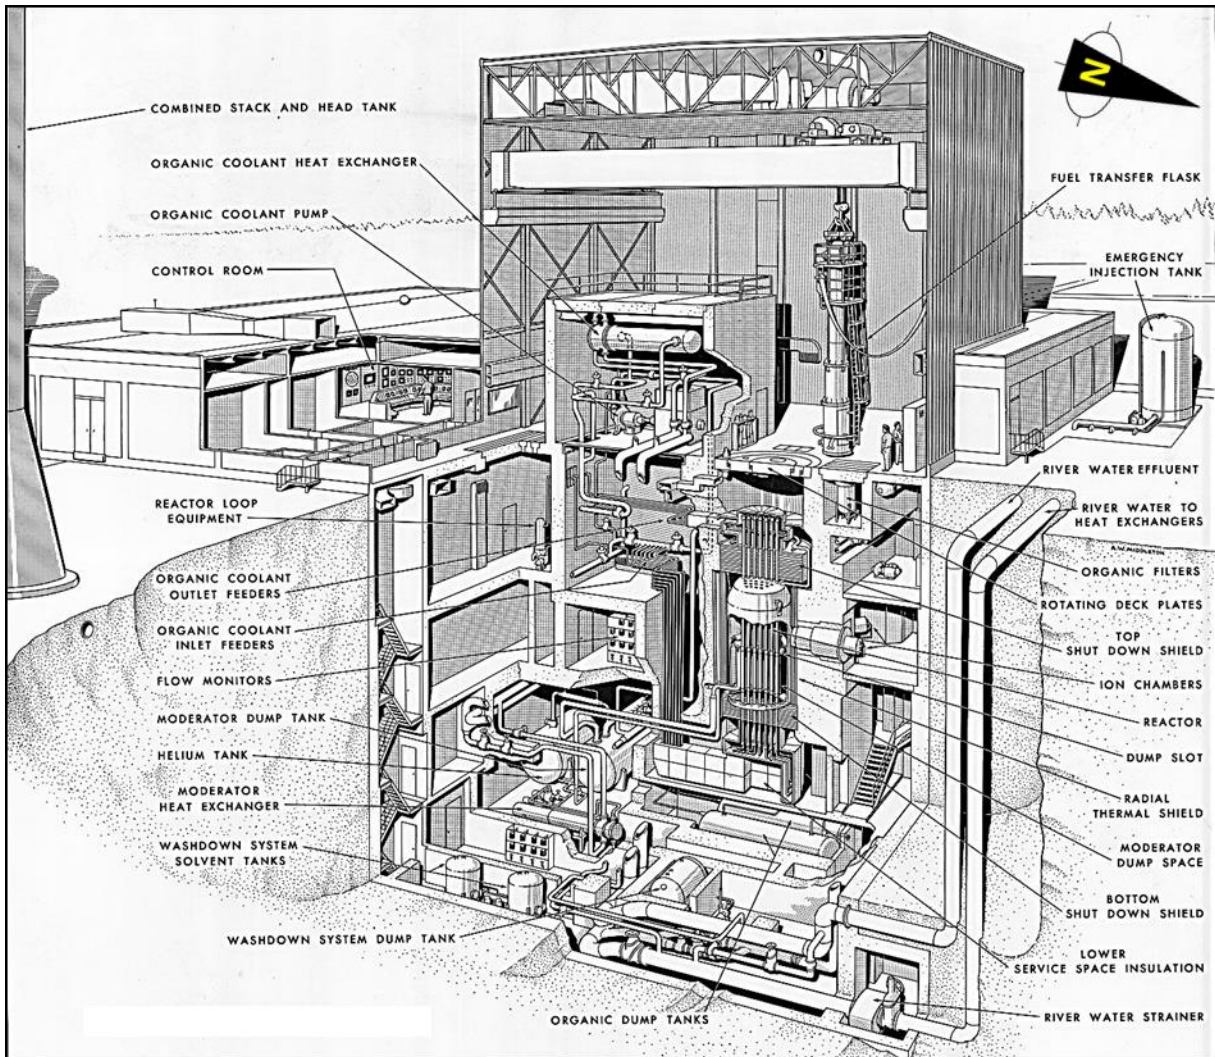 N
COMBINED STACK AND HEAD TANK
ORGANIC COOLANT HEAT EXCHANGER
ORGANIC COOLANT PUMP
CONTROL ROOM
FUEL TRANSFER FLASK
EMERGENCY
INJECTION TANK
REACTOR LOOP
EQUIPMENT
ORGANIC COOLANT
OUTLET FEEDERS
ORGANIC COOLANT
INLET FEEDERS
FLOW MONITORS
MODERATOR DUMP TANK
HELIUM TANK
MODERATOR
HEAT EXCHANGER
WASHDOWN SYSTEM
SOLVENT TANKS
WASHDOWN SYSTEM DUMP TANK
ORGANIC DUMP TANKS
RIVER WATER EFFLUENT
RIVER WATER TO
HEAT EXCHANGERS
A.W.MIDDLETON
ORGANIC FILTERS
ROTATING DECK PLATES
TOP
SHUT DOWN SHIELD
ION CHAMBERS
REACTOR
DUMP SLOT
RADIAL
THERMAL SHIELD
MODERATOR
DUMP SPACE
BOTTOM
SHUT DOWN SHIELD
LOWER
SERVICE SPACE INSULATION
RIVER WATER STRAINER